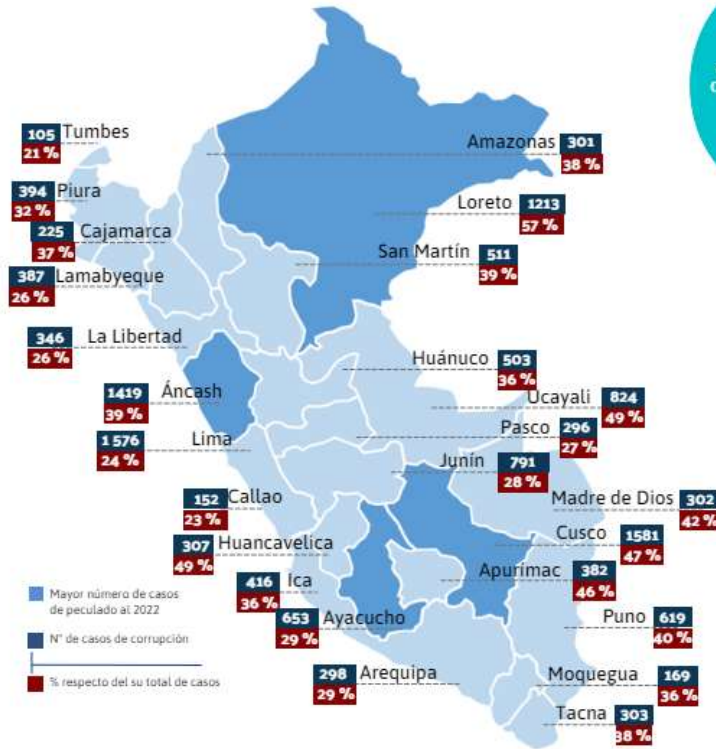 105 Tumbes
21 %
394 Piura
32 %
225 Cajamarca
37 %
387 Lamabyeque
26 %
346 La Libertad
26 %
1419 Áncash
39 %
1 576 Lima
24 %
152 Callao
23 %
307 Huancavelica
49 %
416 Ica
36 %
653 Ayacucho
29 %
298 Arequipa
29 %
Amazonas 301
38 %
Loreto 1213
57 %
San Martín 511
39 %
Huánuco 503
36 %
Ucayali 824
49 %
Pasco 296
27 %
Junín 791
28 %
Madre de Dios 302
42 %
Cusco 1581
47 %
Apurímac 382
46 %
Puno 619
40 %
Moquegua 169
36 %
Tacna 303
38 %
Mayor número de casos
de peculado al 2022
N° de casos de corrupción
% respecto del su total de casos